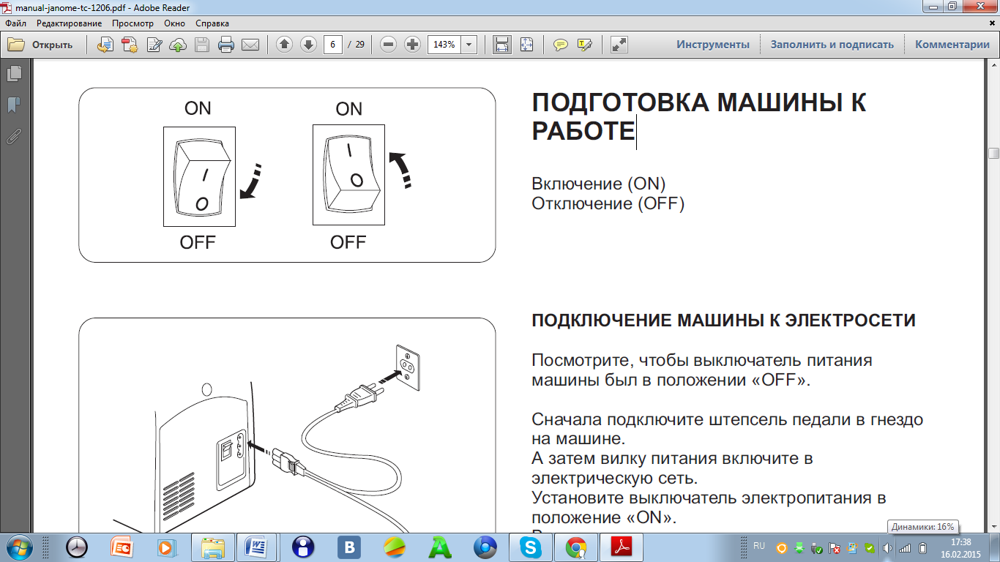 manual-janome-tc-1206.pdf - Adobe Reader
Файл Редактирование Просмотр Окно Справка
Открыть 6 / 29 143% Инструменты Заполнить и подписать Комментарии
ON ON
I I
O O
OFF OFF
ПОДГОТОВКА МАШИНЫ К
РАБОТЕ
Включение (ON)
Отключение (OFF)
ПОДКЛЮЧЕНИЕ МАШИНЫ К ЭЛЕКТРОСЕТИ
Посмотрите, чтобы выключатель питания
машины был в положении «OFF».
Сначала подключите штепсель педали в гнездо
на машине.
А затем вилку питания включите в
электрическую сеть.
Установите выключатель электропитания в
положение «ON».
Динамики: 16%
RU
17:38
16.02.2015